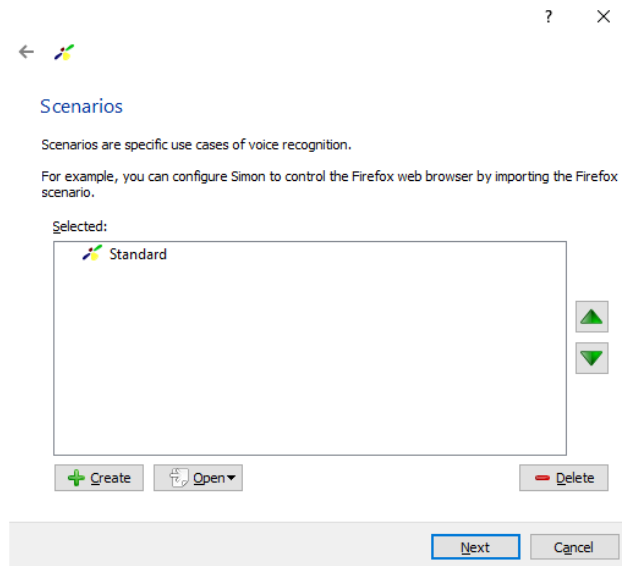 ?
Scenarios
Scenarios are specific use cases of voice recognition.
For example, you can configure Simon to control the Firefox web browser by importing the Firefox
scenario.
Selected:
Standard
Create Open Delete
Next Cancel